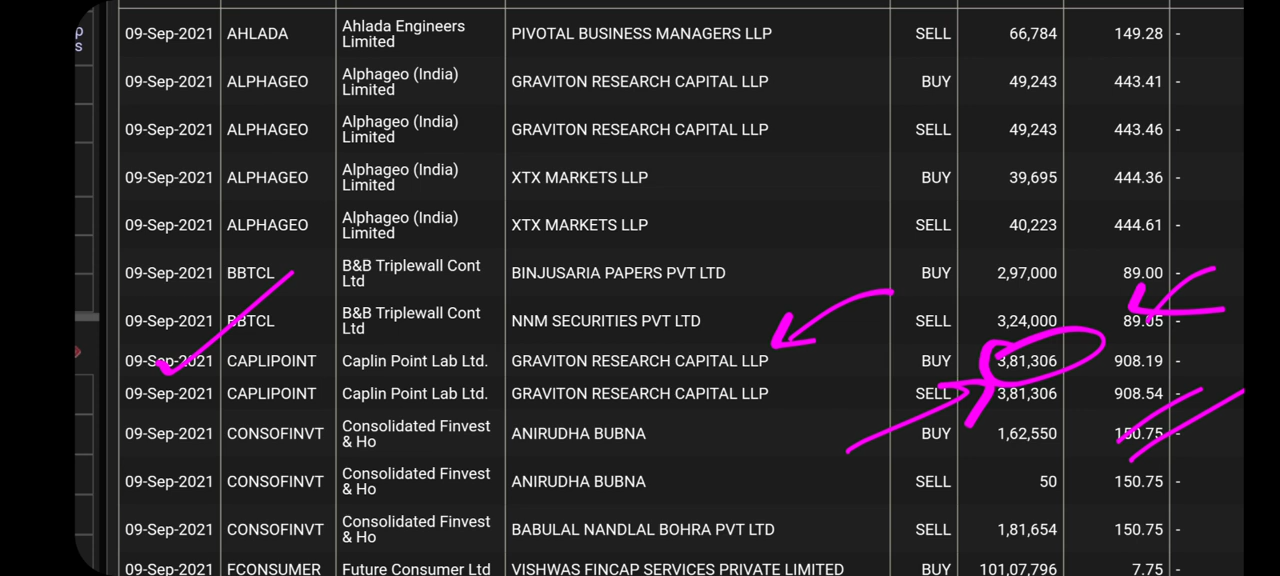 p
s
09-Sep-2021 AHLADA Ahlada Engineers Limited PIVOTAL BUSINESS MANAGERS LLP SELL 66,784 149.28 -
09-Sep-2021 ALPHAGEO Alphageo (India) Limited GRAVITON RESEARCH CAPITAL LLP BUY 49,243 443.41 -
09-Sep-2021 ALPHAGEO Alphageo (India) Limited GRAVITON RESEARCH CAPITAL LLP SELL 49,243 443.46 -
09-Sep-2021 ALPHAGEO Alphageo (India) Limited XTX MARKETS LLP BUY 39,695 444.36 -
09-Sep-2021 ALPHAGEO Alphageo (India) Limited XTX MARKETS LLP SELL 40,223 444.61 -
09-Sep-2021 BBTCL B&B Triplewall Cont Ltd BINJUSARIA PAPERS PVT LTD BUY 2,97,000 89.00 -
09-Sep-2021 BBTCL B&B Triplewall Cont Ltd NNM SECURITIES PVT LTD SELL 3,24,000 89.05 -
09-Sep-2021 CAPLIPOINT Caplin Point Lab Ltd. GRAVITON RESEARCH CAPITAL LLP BUY 3,81,306 908.19 -
09-Sep-2021 CAPLIPOINT Caplin Point Lab Ltd. GRAVITON RESEARCH CAPITAL LLP SELL 3,81,306 908.54 -
09-Sep-2021 CONSOFINVT Consolidated Finvest & Ho ANIRUDHA BUBNA BUY 1,62,550 150.75 -
09-Sep-2021 CONSOFINVT Consolidated Finvest & Ho ANIRUDHA BUBNA SELL 50 150.75 -
09-Sep-2021 CONSOFINVT Consolidated Finvest & Ho BABULAL NANDLAL BOHRA PVT LTD SELL 1,81,654 150.75 -
09-Sep-2021 FCONSUMER Future Consumer Ltd VISHWAS FINCAP SERVICES PRIVATE LIMITED BUY 101,07,796 7.75 -